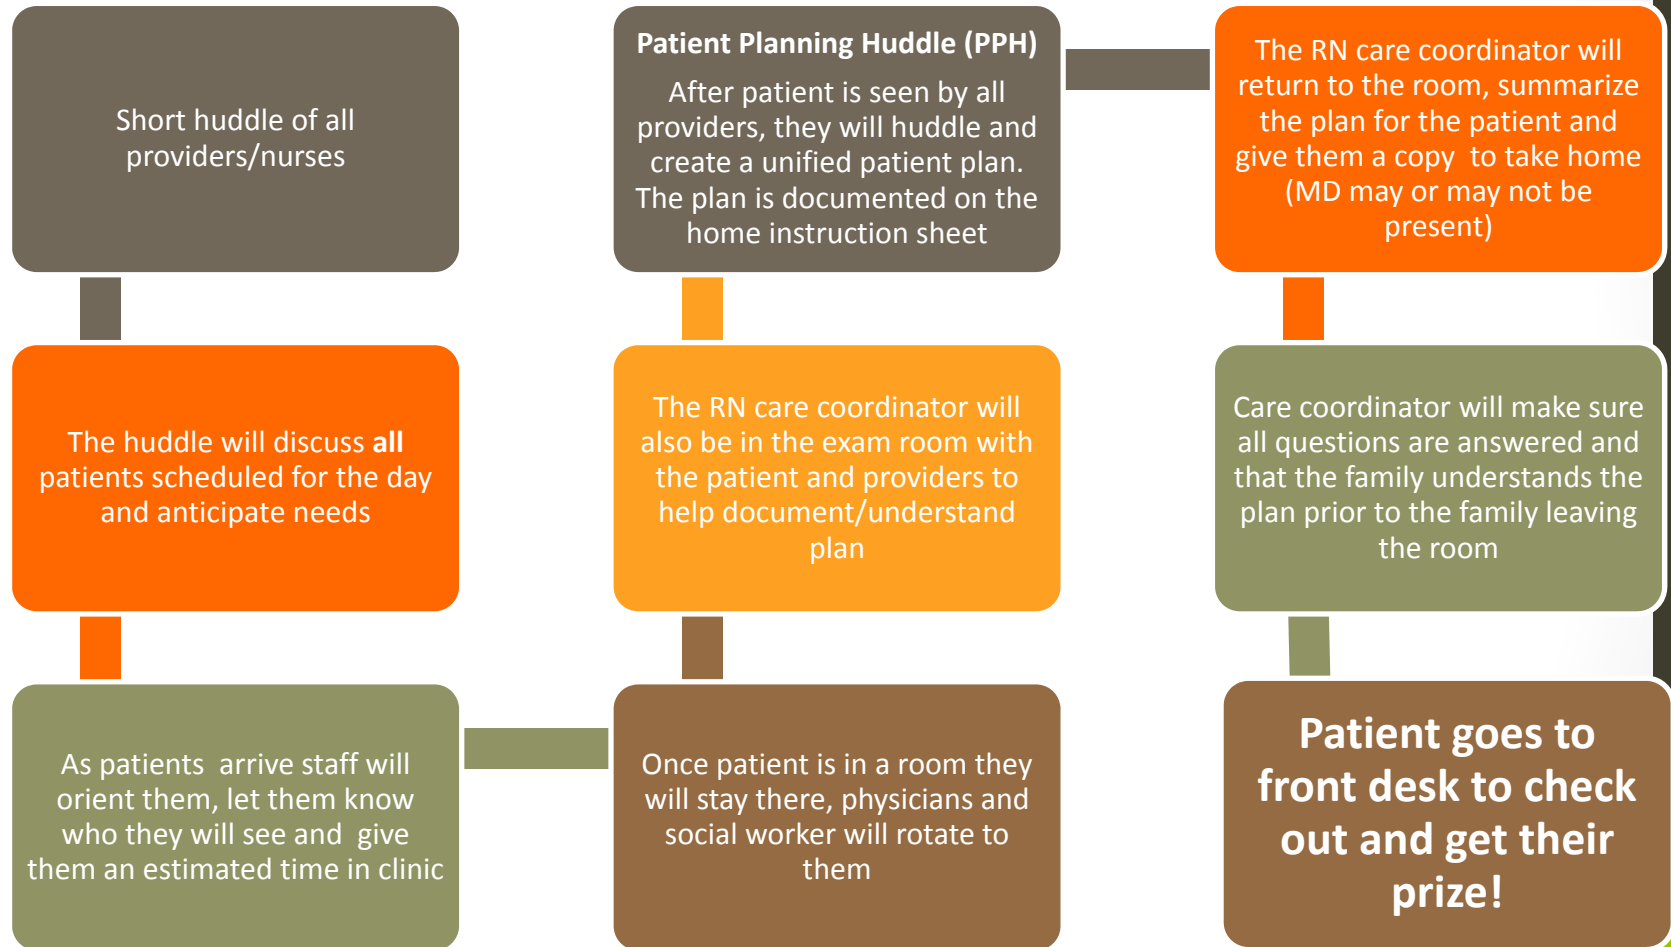 Short huddle of all
providers/nurses
The huddle will discuss all
patients scheduled for the day
and anticipate needs
As patients arrive staff will
orient them, let them know
who they will see and give
them an estimated time in clinic
Once patient is in a room they
will stay there, physicians and
social worker will rotate to
them
The RN care coordinator will
also be in the exam room with
the patient and providers to
help document/understand
plan
Patient Planning Huddle (PPH)
After patient is seen by all
providers, they will huddle and
create a unified patient plan.
The plan is documented on the
home instruction sheet
The RN care coordinator will
return to the room, summarize
the plan for the patient and
give them a copy to take home
(MD may or may not be
present)
Care coordinator will make sure
all questions are answered and
that the family understands the
plan prior to the family leaving
the room
Patient goes to
front desk to check
out and get their
prize!